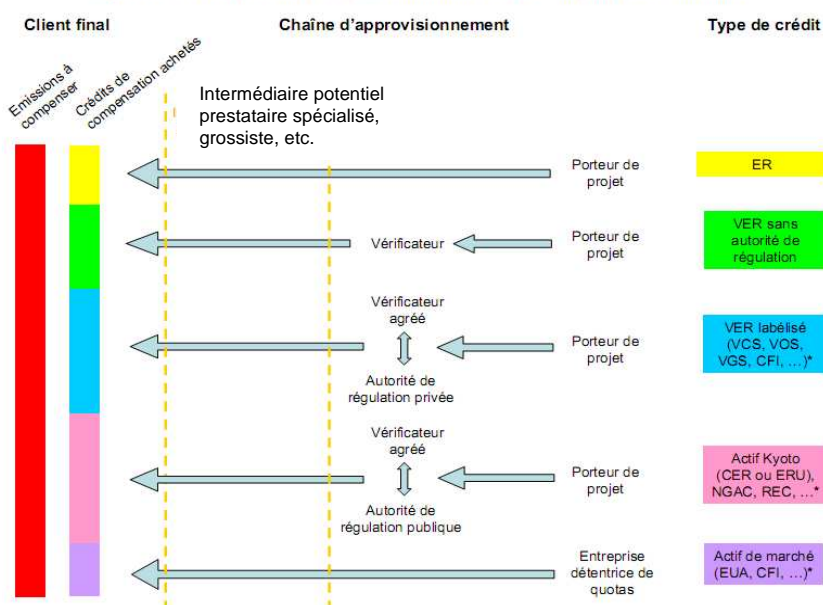 Client final
Chaîne d'approvisionnement
Type de crédit
Emissions à
compenser
Crédits de
compensation achetés
Intermédiaire potentiel
prestataire spécialisé,
grossiste, etc.
Porteur de
projet
ER
Vérificateur
Porteur de
projet
VER sans
autorité de
régulation
Vérificateur
agréé
Autorité de
régulation privée
Porteur de
projet
VER labélisé
(VCS, VOS,
VGS, CFI, ...)*
Vérificateur
agréé
Autorité de
régulation publique
Porteur de
projet
Actif Kyoto
(CER ou ERU),
NGAC, REC, ...*
Entreprise
détentrice de
quotas
Actif de marché
(EUA, CFI, ...)*